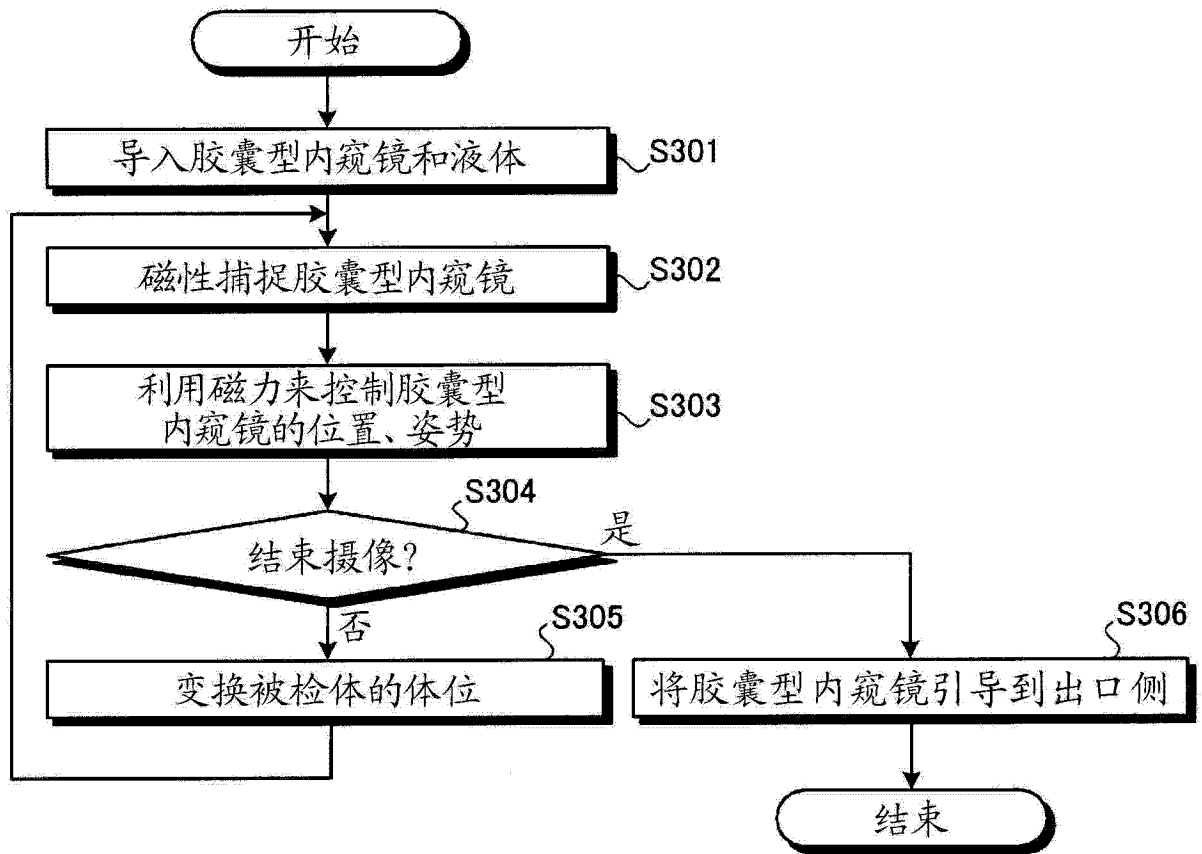 开始
导入胶囊型内窥镜和液体
S301
磁性捕捉胶囊型内窥镜
S302
利用磁力来控制胶囊型
内窥镜的位置、姿势
S303
S304
结束摄像?
是
否
S305
变换被检体的体位
S306
将胶囊型内窥镜引导到出口侧
结束